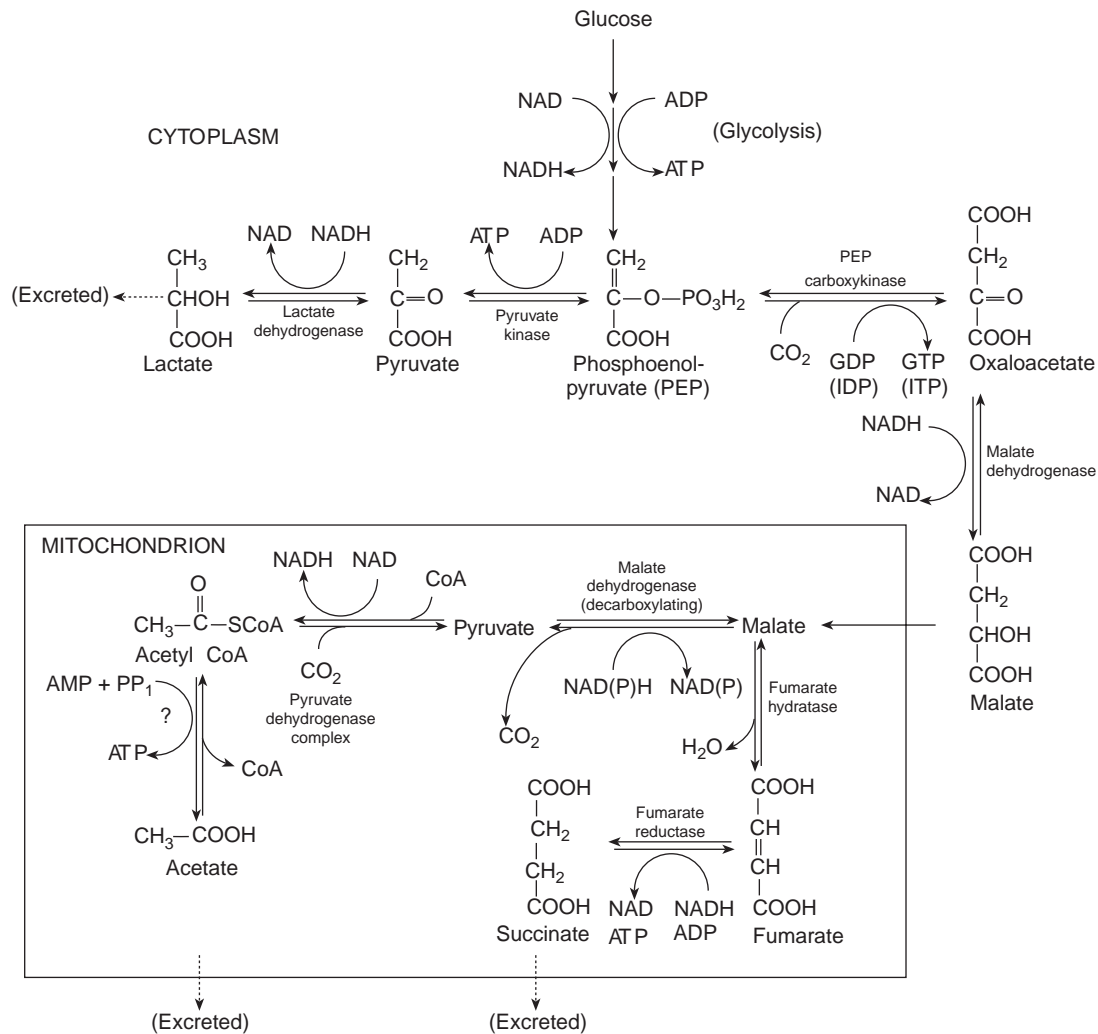 Glucose
NAD
ADP
CYTOPLASM
(Glycolysis)
NADH
ATP
COOH
CH2
C=O
COOH
Oxaloacetate
NAD NADH
ATP ADP
PEP
carboxykinase
CH3
CHOH
COOH
Lactate
(Excreted)
Lactate
dehydrogenase
CH2
C=O
COOH
Pyruvate
Pyruvate
kinase
CH2
C—O—PO3H2
COOH
Phosphoenol-
pyruvate (PEP)
CO2
GDP
(IDP)
GTP
(ITP)
NADH
NAD
Malate
dehydrogenase
COOH
CH2
CHOH
COOH
Malate
MITOCHONDRION
NADH NAD
CoA
Malate
dehydrogenase
(decarboxylating)
O
CH3—C—SCoA
Acetyl CoA
Pyruvate
Malate
CO2
Pyruvate
dehydrogenase
complex
NAD(P)H NAD(P)
CO2
Fumarate
hydratase
H2O
AMP + PP1
?
ATP
CoA
CH3—COOH
Acetate
COOH
CH2
CH2
COOH
Succinate
Fumarate
reductase
NAD NADH
ATP ADP
COOH
CH
CH
COOH
Fumarate
(Excreted)
(Excreted)